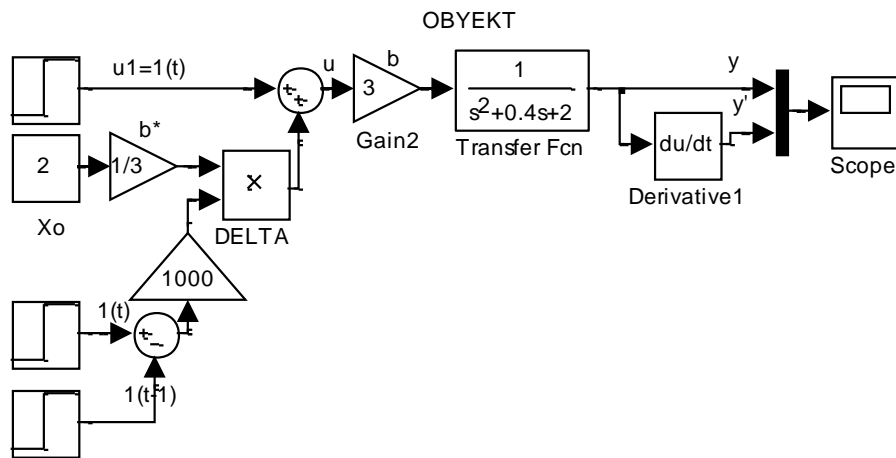 OBYEKT
u1=1(t)
u
b
3
Gain2
1
s²+0.4s+2
Transfer Fcn
y
y'
du/dt
Derivative1
Scope
b*
2
1/3
Xo
x
DELTA
1000
1(t)
1(t-1)